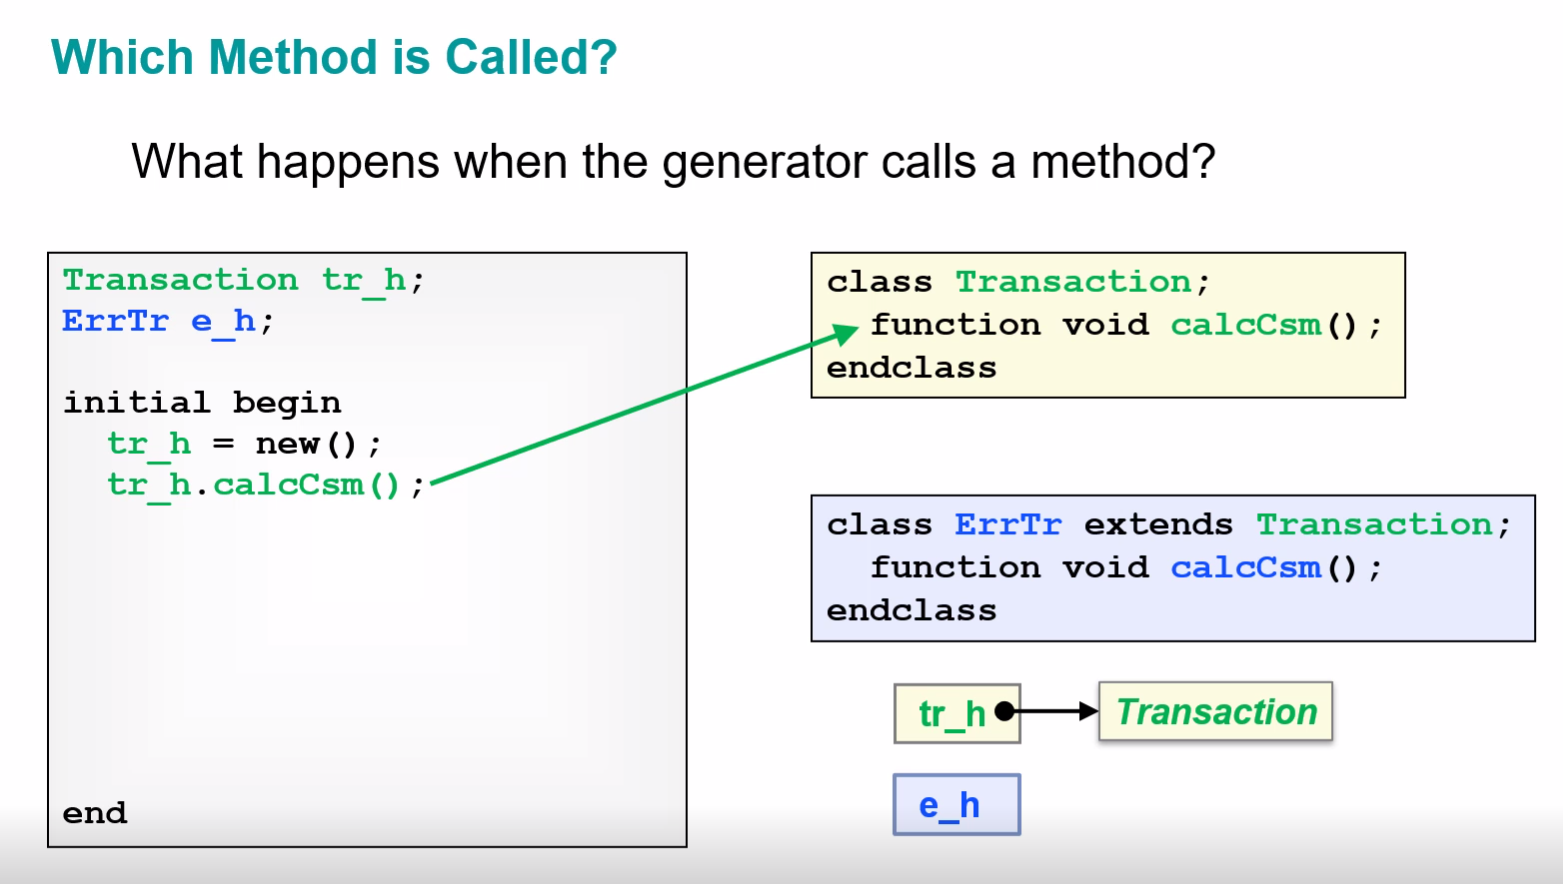 Which Method is Called?
What happens when the generator calls a method?
Transaction tr_h;
ErrTr e_h;
initial begin
  tr_h = new();
  tr_h.calcCsm();
end
class Transaction;
  function void calcCsm();
endclass
class ErrTr extends Transaction;
  function void calcCsm();
endclass
tr_h
Transaction
e_h